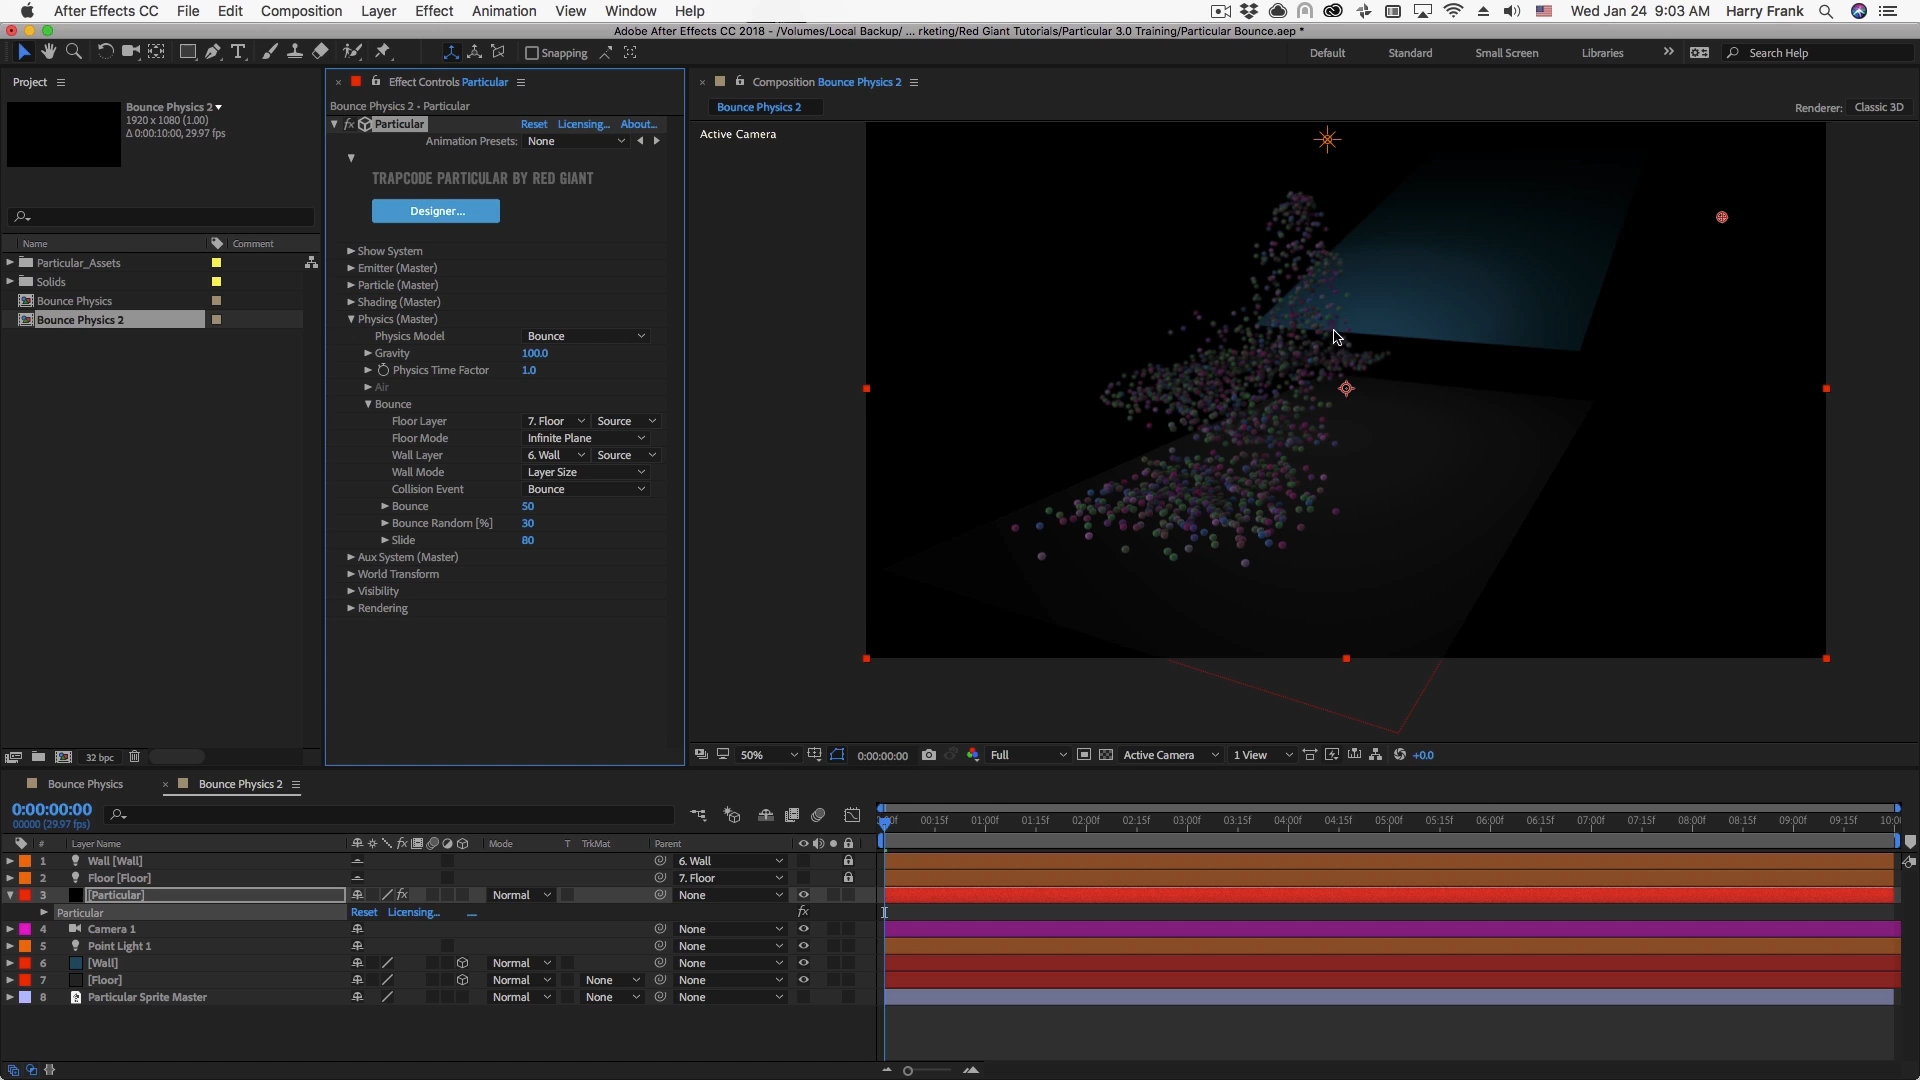 After Effects CC File Edit Composition Layer Effect Animation View Window Help Wed Jan 24 9:03 AM Harry Frank
Adobe After Effects CC 2018 - /Volumes/Local Backup/ ... rketing/Red Giant Tutorials/Particular 3.0 Training/Particular Bounce.aep *
Snapping Default Standard Small Screen Libraries Search Help
Project
Bounce Physics 2
1920 x 1080 (1.00)
Δ 0:00:10:00, 29.97 fps
Name Comment
Particular_Assets
Solids
Bounce Physics
Bounce Physics 2
32 bpc
Effect Controls Particular
Bounce Physics 2 • Particular
fx Particular Reset Licensing... About...
Animation Presets: None
TRAPCODE PARTICULAR BY RED GIANT
Designer...
Show System
Emitter (Master)
Particle (Master)
Shading (Master)
Physics (Master)
Physics Model Bounce
Gravity 100.0
Physics Time Factor 1.0
Air
Bounce
Floor Layer 7. Floor Source
Floor Mode Infinite Plane
Wall Layer 6. Wall Source
Wall Mode Layer Size
Collision Event Bounce
Bounce 50
Bounce Random [%] 30
Slide 80
Aux System (Master)
World Transform
Visibility
Rendering
Composition Bounce Physics 2
Bounce Physics 2
Renderer: Classic 3D
Active Camera
50% 0:00:00:00 Full Active Camera 1 View +0.0
Bounce Physics Bounce Physics 2
0:00:00:00
00000 (29.97 fps)
00:15f 01:00f 01:15f 02:00f 02:15f 03:00f 03:15f 04:00f 04:15f 05:00f 05:15f 06:00f 06:15f 07:00f 07:15f 08:00f 08:15f 09:00f 09:15f
# Layer Name fx Mode T TrkMat Parent
1 Wall [Wall] 6. Wall
2 Floor [Floor] 7. Floor
3 [Particular] fx Normal None
Particular Reset Licensing... fx
4 Camera 1 None
5 Point Light 1 None
6 [Wall] Normal None
7 [Floor] Normal None None
8 Particular Sprite Master Normal None None